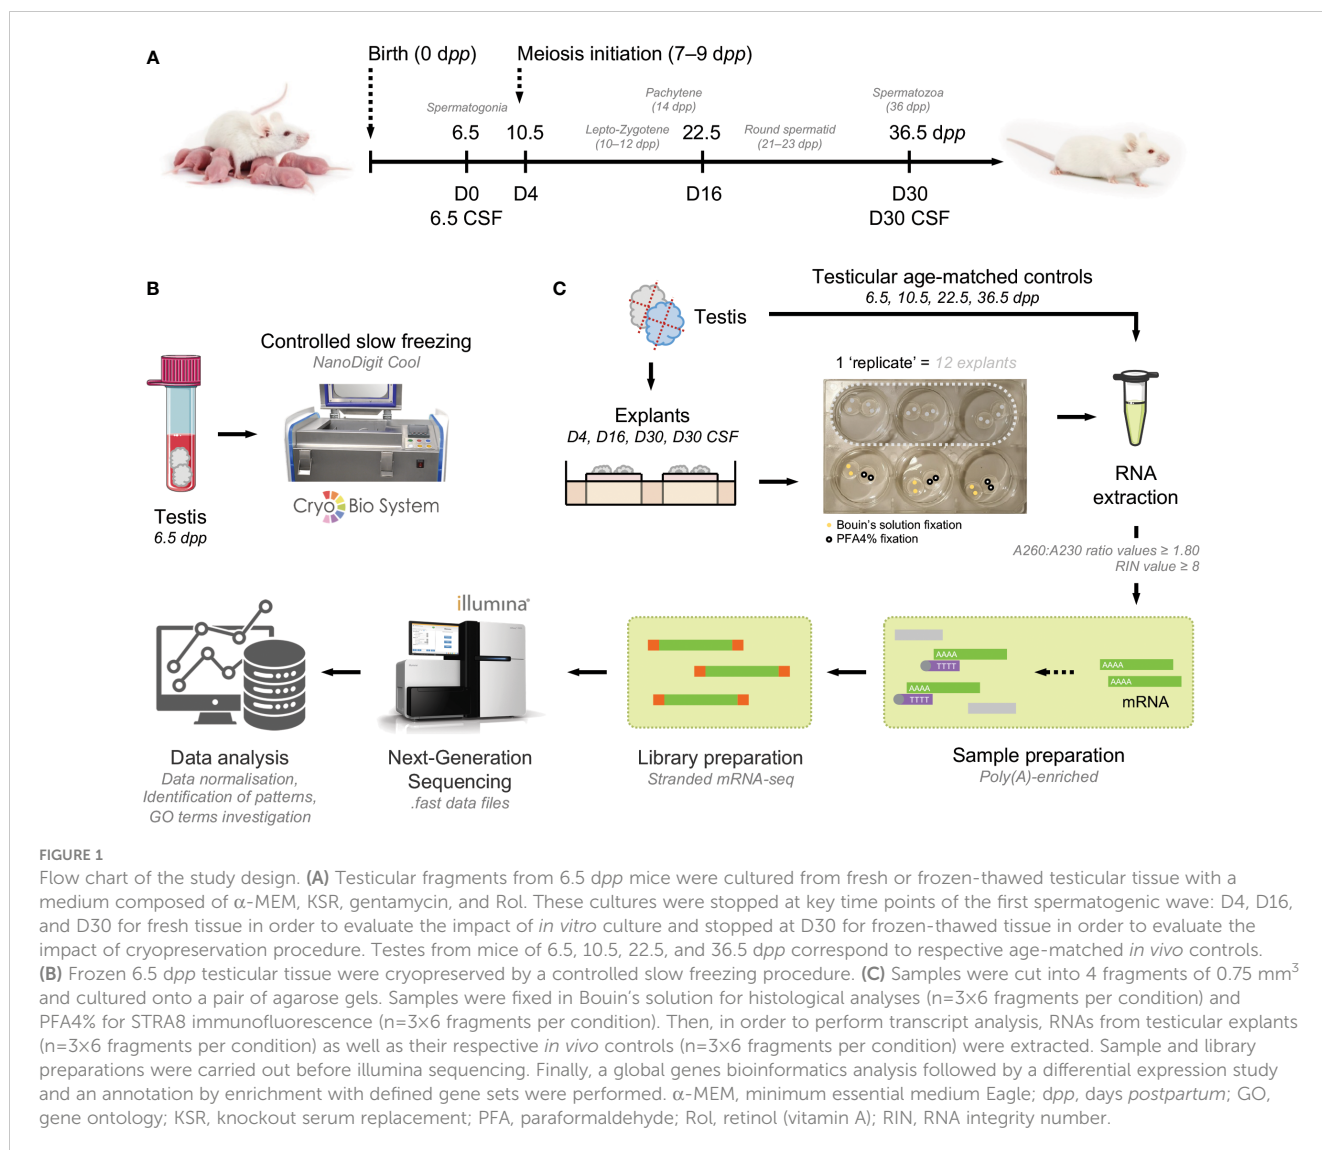 A
Birth (0 dpp)
Meiosis initiation (7–9 dpp)
Spermatogonia
Pachytene
(14 dpp)
Spermatozoa
(36 dpp)
6.5
10.5
Lepto-Zygotene
(10–12 dpp)
22.5
Round spermatid
(21–23 dpp)
36.5 dpp
D0
D4
D16
D30
6.5 CSF
D30 CSF
B
Controlled slow freezing
NanoDigit Cool
Cryo Bio System
Testis
6.5 dpp
C
Testis
Testicular age-matched controls
6.5, 10.5, 22.5, 36.5 dpp
Explants
D4, D16, D30, D30 CSF
1 ‘replicate’ = 12 explants
Bouin’s solution fixation
PFA4% fixation
RNA
extraction
A260:A230 ratio values ≥ 1.80
RIN value ≥ 8
AAAA
TTTT
AAAA
TTTT
AAAA
AAAA
mRNA
Sample preparation
Poly(A)-enriched
Library preparation
Stranded mRNA-seq
illumina®
Next-Generation
Sequencing
.fast data files
Data analysis
Data normalisation,
Identification of patterns,
GO terms investigation
FIGURE 1
Flow chart of the study design. (A) Testicular fragments from 6.5 dpp mice were cultured from fresh or frozen-thawed testicular tissue with a
medium composed of α-MEM, KSR, gentamycin, and Rol. These cultures were stopped at key time points of the first spermatogenic wave: D4, D16,
and D30 for fresh tissue in order to evaluate the impact of in vitro culture and stopped at D30 for frozen-thawed tissue in order to evaluate the
impact of cryopreservation procedure. Testes from mice of 6.5, 10.5, 22.5, and 36.5 dpp correspond to respective age-matched in vivo controls.
(B) Frozen 6.5 dpp testicular tissue were cryopreserved by a controlled slow freezing procedure. (C) Samples were cut into 4 fragments of 0.75 mm³
and cultured onto a pair of agarose gels. Samples were fixed in Bouin’s solution for histological analyses (n=3×6 fragments per condition) and
PFA4% for STRA8 immunofluorescence (n=3×6 fragments per condition). Then, in order to perform transcript analysis, RNAs from testicular explants
(n=3×6 fragments per condition) as well as their respective in vivo controls (n=3×6 fragments per condition) were extracted. Sample and library
preparations were carried out before illumina sequencing. Finally, a global genes bioinformatics analysis followed by a differential expression study
and an annotation by enrichment with defined gene sets were performed. α-MEM, minimum essential medium Eagle; dpp, days postpartum; GO,
gene ontology; KSR, knockout serum replacement; PFA, paraformaldehyde; Rol, retinol (vitamin A); RIN, RNA integrity number.